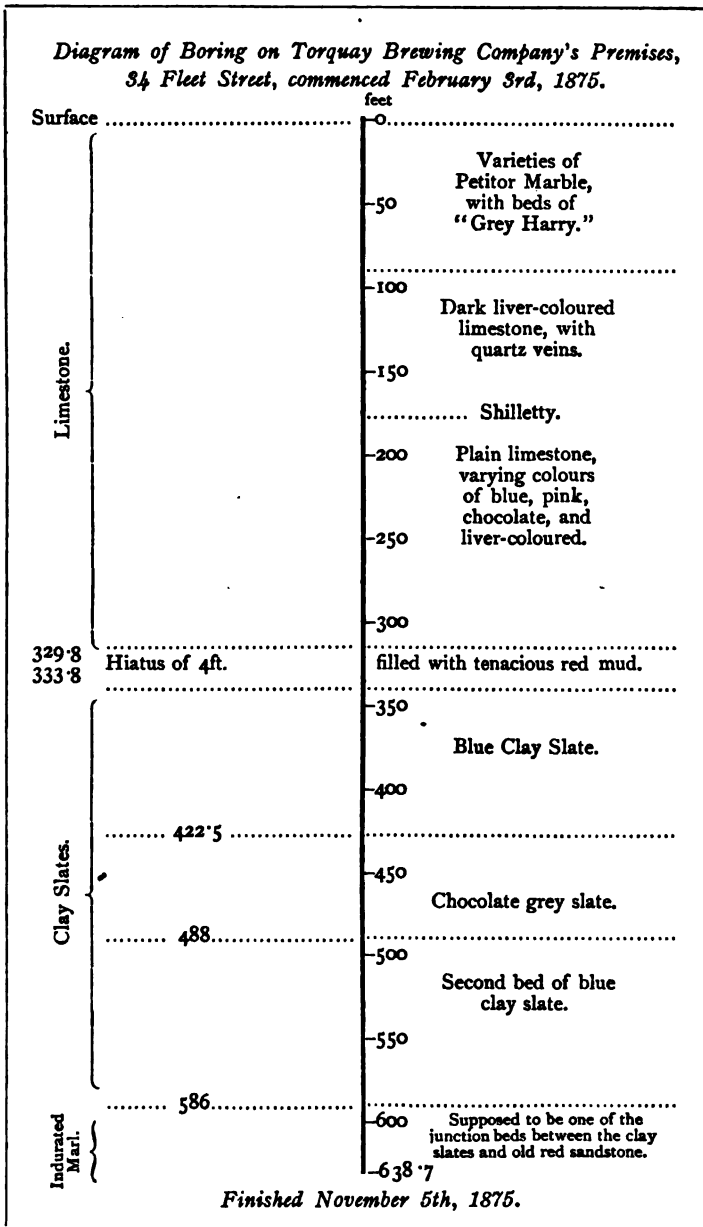 Diagram of Boring on Torquay Brewing Company's Premises,
34 Fleet Street, commenced February 3rd, 1875.
feet
Surface ........ 0
Varieties of
Petitor Marble,
with beds of
"Grey Harry."
50
100
Dark liver-coloured
limestone, with
quartz veins.
150
Limestone.
Shilletty.
200
Plain limestone,
varying colours
of blue, pink,
chocolate, and
liver-coloured.
250
300
329·8
333·8
Hiatus of 4ft. filled with tenacious red mud.
350
Blue Clay Slate.
400
422·5
Clay Slates.
450
Chocolate grey slate.
488
500
Second bed of blue
clay slate.
550
586
600
Indurated
Marl.
Supposed to be one of the
junction beds between the clay
slates and old red sandstone.
638·7
Finished November 5th, 1875.